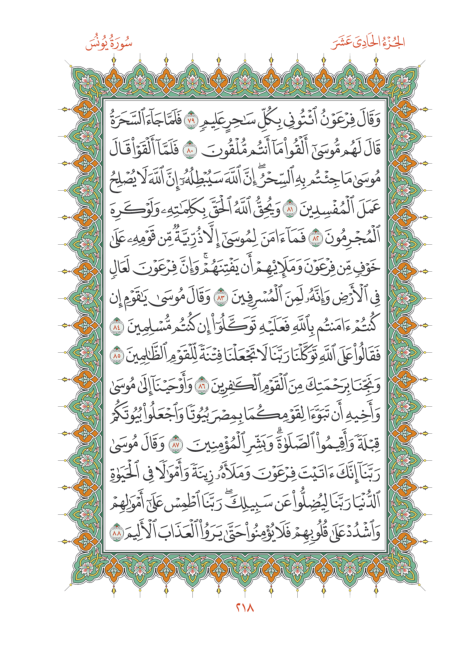 الجُزْءُ الحَادِىَ عَشَرَ
سُورَةُ يُونُسَ
وَقَالَ فِرْعَوْنُ ٱئْتُونِى بِكُلِّ سَٰحِرٍ عَلِيمٍ ٧٩ فَلَمَّا جَآءَ ٱلسَّحَرَةُ
قَالَ لَهُم مُّوسَىٰٓ أَلْقُوا۟ مَآ أَنتُم مُّلْقُونَ ٨٠ فَلَمَّآ أَلْقَوْا۟ قَالَ
مُوسَىٰ مَا جِئْتُم بِهِ ٱلسِّحْرُ ۖ إِنَّ ٱللَّهَ سَيُبْطِلُهُۥٓ ۖ إِنَّ ٱللَّهَ لَا يُصْلِحُ
عَمَلَ ٱلْمُفْسِدِينَ ٨١ وَيُحِقُّ ٱللَّهُ ٱلْحَقَّ بِكَلِمَٰتِهِۦ وَلَوْ كَرِهَ
ٱلْمُجْرِمُونَ ٨٢ فَمَآ ءَامَنَ لِمُوسَىٰٓ إِلَّا ذُرِّيَّةٌ مِّن قَوْمِهِۦ عَلَىٰ
خَوْفٍ مِّن فِرْعَوْنَ وَمَلَإِي۟هِمْ أَن يَفْتِنَهُمْ ۚ وَإِنَّ فِرْعَوْنَ لَعَالٍ
فِى ٱلْأَرْضِ وَإِنَّهُۥ لَمِنَ ٱلْمُسْرِفِينَ ٨٣ وَقَالَ مُوسَىٰ يَٰقَوْمِ إِن
كُنتُمْ ءَامَنتُم بِٱللَّهِ فَعَلَيْهِ تَوَكَّلُوٓا۟ إِن كُنتُم مُّسْلِمِينَ ٨٤
فَقَالُوا۟ عَلَى ٱللَّهِ تَوَكَّلْنَا رَبَّنَا لَا تَجْعَلْنَا فِتْنَةً لِّلْقَوْمِ ٱلظَّٰلِمِينَ ٨٥
وَنَجِّنَا بِرَحْمَتِكَ مِنَ ٱلْقَوْمِ ٱلْكَٰفِرِينَ ٨٦ وَأَوْحَيْنَآ إِلَىٰ مُوسَىٰ
وَأَخِيهِ أَن تَبَوَّءَا لِقَوْمِكُمَا بِمِصْرَ بُيُوتًا وَٱجْعَلُوا۟ بُيُوتَكُمْ
قِبْلَةً وَأَقِيمُوا۟ ٱلصَّلَوٰةَ ۗ وَبَشِّرِ ٱلْمُؤْمِنِينَ ٨٧ وَقَالَ مُوسَىٰ
رَبَّنَآ إِنَّكَ ءَاتَيْتَ فِرْعَوْنَ وَمَلَأَهُۥ زِينَةً وَأَمْوَٰلًا فِى ٱلْحَيَوٰةِ
ٱلدُّنْيَا رَبَّنَا لِيُضِلُّوا۟ عَن سَبِيلِكَ ۖ رَبَّنَا ٱطْمِسْ عَلَىٰٓ أَمْوَٰلِهِمْ
وَٱشْدُدْ عَلَىٰ قُلُوبِهِمْ فَلَا يُؤْمِنُوا۟ حَتَّىٰ يَرَوُا۟ ٱلْعَذَابَ ٱلْأَلِيمَ ٨٨
٢١٨